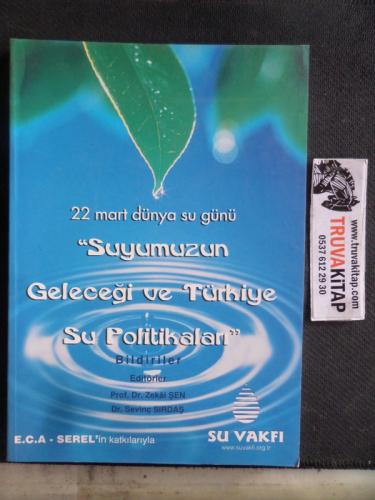 22 mart dünya su günü
"Suyumuzun
Geleceği ve Türkiye
Su Politikaları"
Bildiriler
Editörler
Prof. Dr. Zekâi ŞEN
Dr. Sevinç SIRDAŞ
E.C.A - SEREL'in katkılarıyla
SU VAKFI
www.suvakfi.org.tr
www.truvakitap.com
TRUVAKiTAP
0537 612 29 30